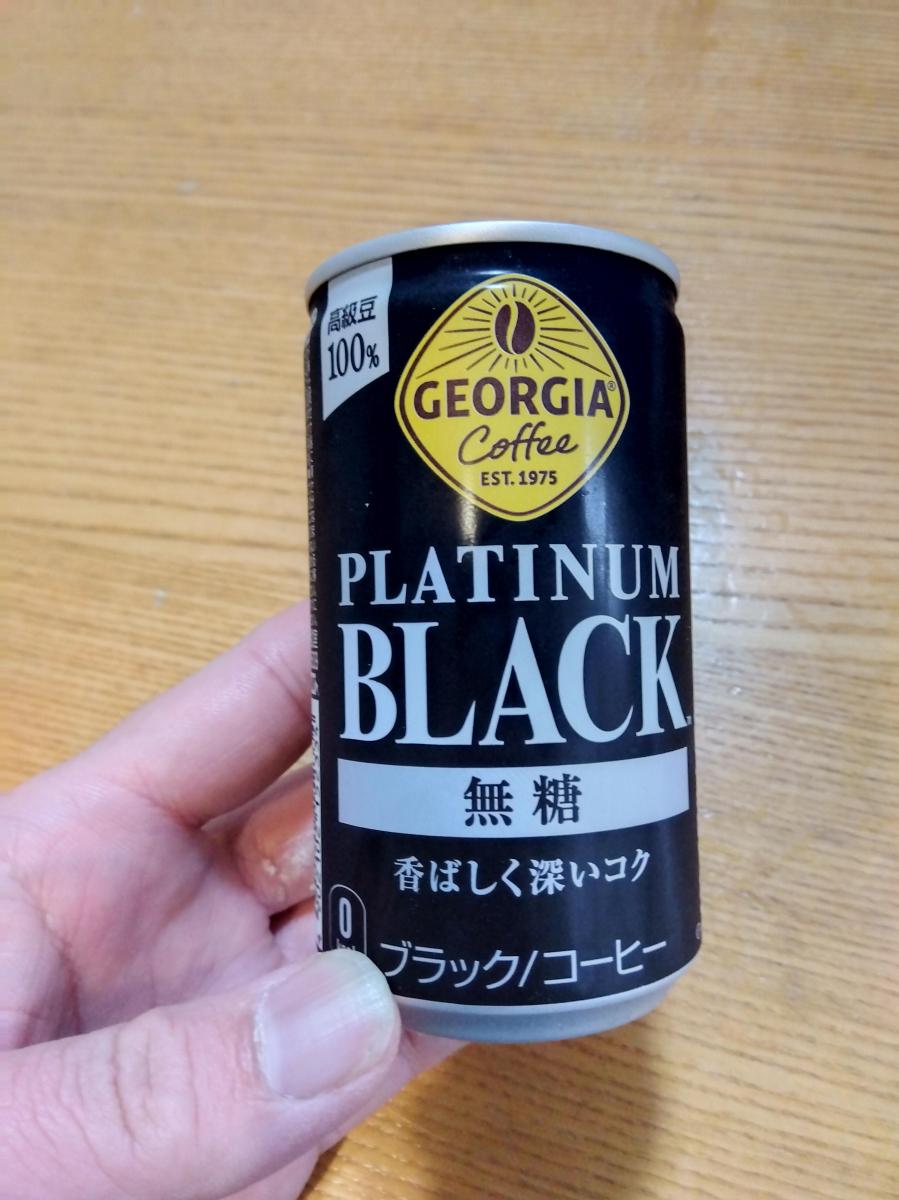 高級豆
100%
GEORGIA®
Coffee
EST. 1975
PLATINUM
BLACK
無糖
香ばしく深いコク
0
ブラック/コーヒー